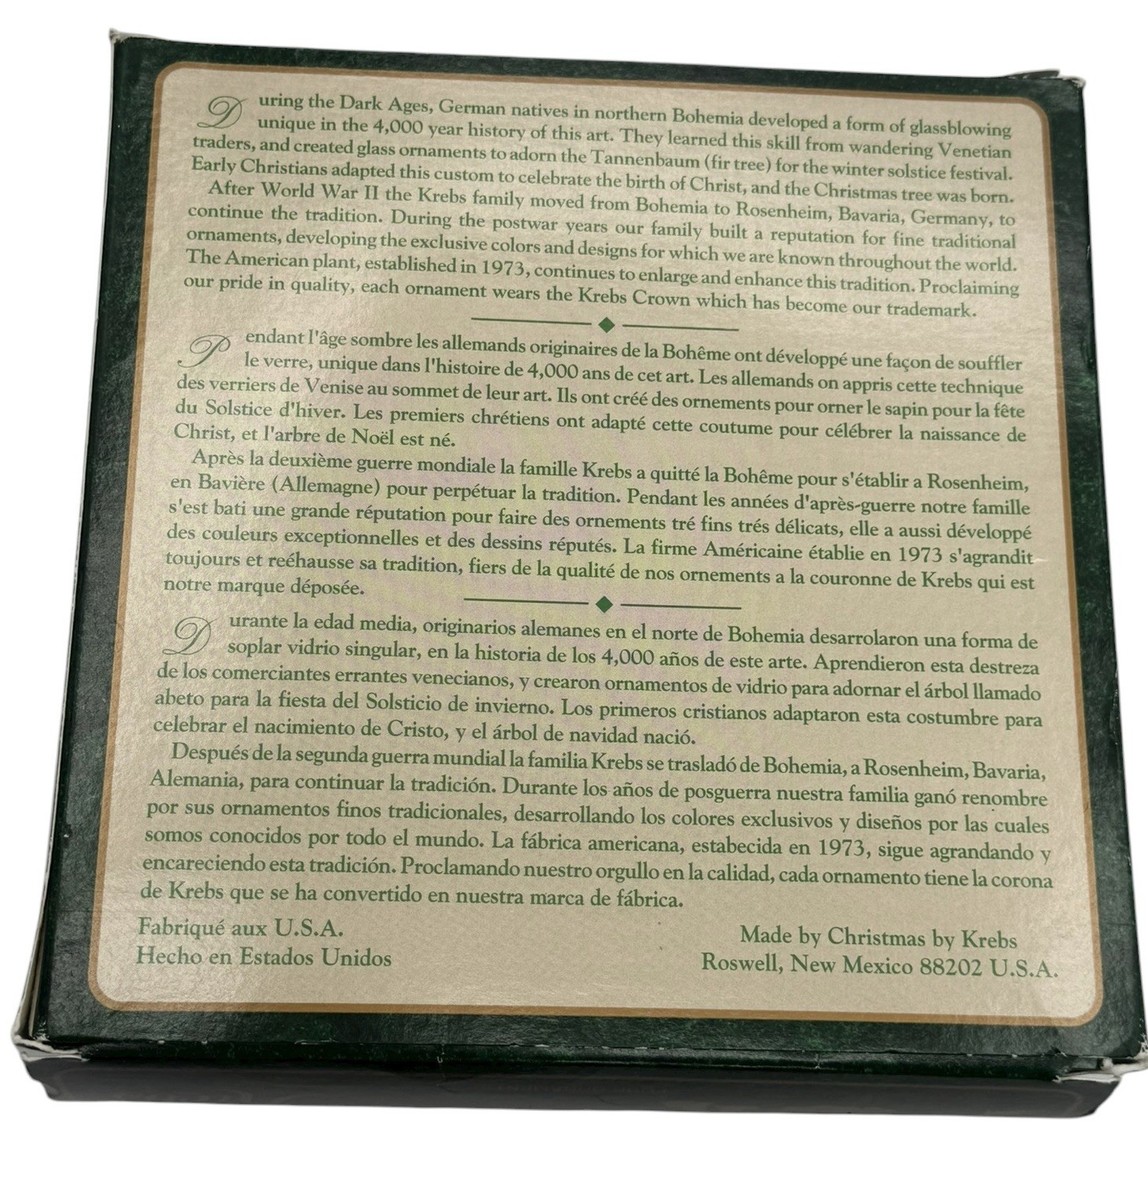 During the Dark Ages, German natives in northern Bohemia developed a form of glassblowing
unique in the 4,000 year history of this art. They learned this skill from wandering Venetian
traders, and created glass ornaments to adorn the Tannenbaum (fir tree) for the winter solstice festival.
Early Christians adapted this custom to celebrate the birth of Christ, and the Christmas tree was born.
After World War II the Krebs family moved from Bohemia to Rosenheim, Bavaria, Germany, to
continue the tradition. During the postwar years our family built a reputation for fine traditional
ornaments, developing the exclusive colors and designs for which we are known throughout the world.
The American plant, established in 1973, continues to enlarge and enhance this tradition. Proclaiming
our pride in quality, each ornament wears the Krebs Crown which has become our trademark.
Pendant l'âge sombre les allemands originaires de la Bohême ont développé une façon de souffler
le verre, unique dans l'histoire de 4,000 ans de cet art. Les allemands on appris cette technique
des verriers de Venise au sommet de leur art. Ils ont créé des ornements pour orner le sapin pour la fête
du Solstice d'hiver. Les premiers chrétiens ont adapté cette coutume pour célébrer la naissance de
Christ, et l'arbre de Noël est né.
Après la deuxième guerre mondiale la famille Krebs a quitté la Bohême pour s'établir a Rosenheim,
en Bavière (Allemagne) pour perpétuar la tradition. Pendant les années d'après-guerre notre famille
s'est bati une grande réputation pour faire des ornements tré fins trés délicats, elle a aussi développé
des couleurs exceptionnelles et des dessins réputés. La firme Américaine établie en 1973 s'agrandit
toujours et reéhausse sa tradition, fiers de la qualité de nos ornements a la couronne de Krebs qui est
notre marque déposée.
Durante la edad media, originarios alemanes en el norte de Bohemia desarrolaron una forma de
soplar vidrio singular, en la historia de los 4,000 años de este arte. Aprendieron esta destreza
de los comerciantes errantes venecianos, y crearon ornamentos de vidrio para adornar el árbol llamado
abeto para la fiesta del Solsticio de invierno. Los primeros cristianos adaptaron esta costumbre para
celebrar el nacimiento de Cristo, y el árbol de navidad nació.
Después de la segunda guerra mundial la familia Krebs se trasladó de Bohemia, a Rosenheim, Bavaria,
Alemania, para continuar la tradición. Durante los años de posguerra nuestra familia ganó renombre
por sus ornamentos finos tradicionales, desarrollando los colores exclusivos y diseños por las cuales
somos conocidos por todo el mundo. La fábrica americana, estabecida en 1973, sigue agrandando y
encareciendo esta tradición. Proclamando nuestro orgullo en la calidad, cada ornamento tiene la corona
de Krebs que se ha convertido en nuestra marca de fábrica.
Fabriqué aux U.S.A.
Hecho en Estados Unidos
Made by Christmas by Krebs
Roswell, New Mexico 88202 U.S.A.